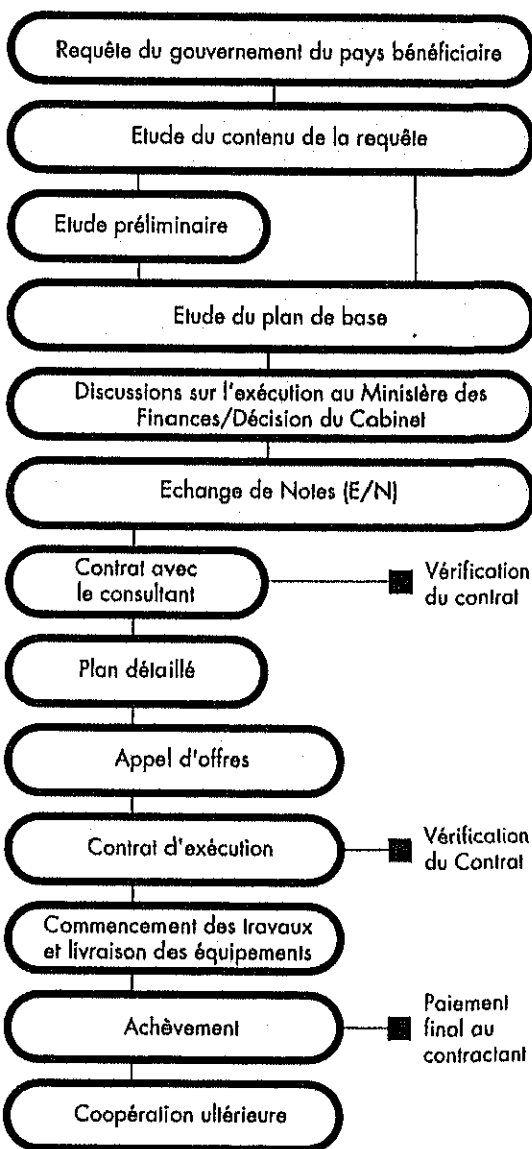 Requête du gouvernement du pays bénéficiaire
Etude du contenu de la requête
Etude préliminaire
Etude du plan de base
Discussions sur l'exécution au Ministère des
Finances/Décision du Cabinet
Echange de Notes (E/N)
Contrat avec
le consultant
Vérification
du contrat
Plan détaillé
Appel d'offres
Contrat d'exécution
Vérification
du Contrat
Commencement des travaux
et livraison des équipements
Achèvement
Paiement
final au
contractant
Coopération ultérieure